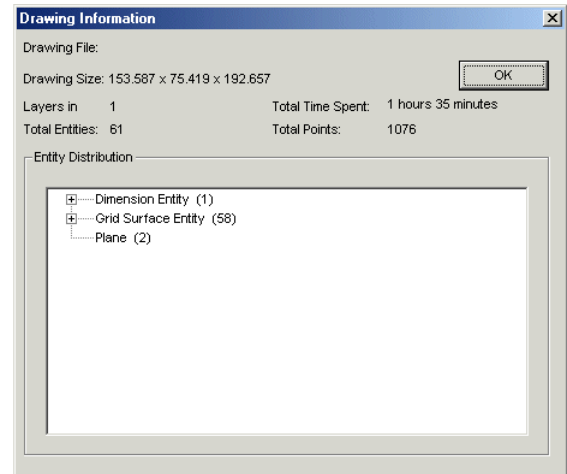 Drawing Information
Drawing File:
OK
Drawing Size: 153.587 x 75.419 x 192.657
Layers in 1 Total Time Spent: 1 hours 35 minutes
Total Entities: 61 Total Points: 1076
Entity Distribution
Dimension Entity (1)
Grid Surface Entity (58)
Plane (2)